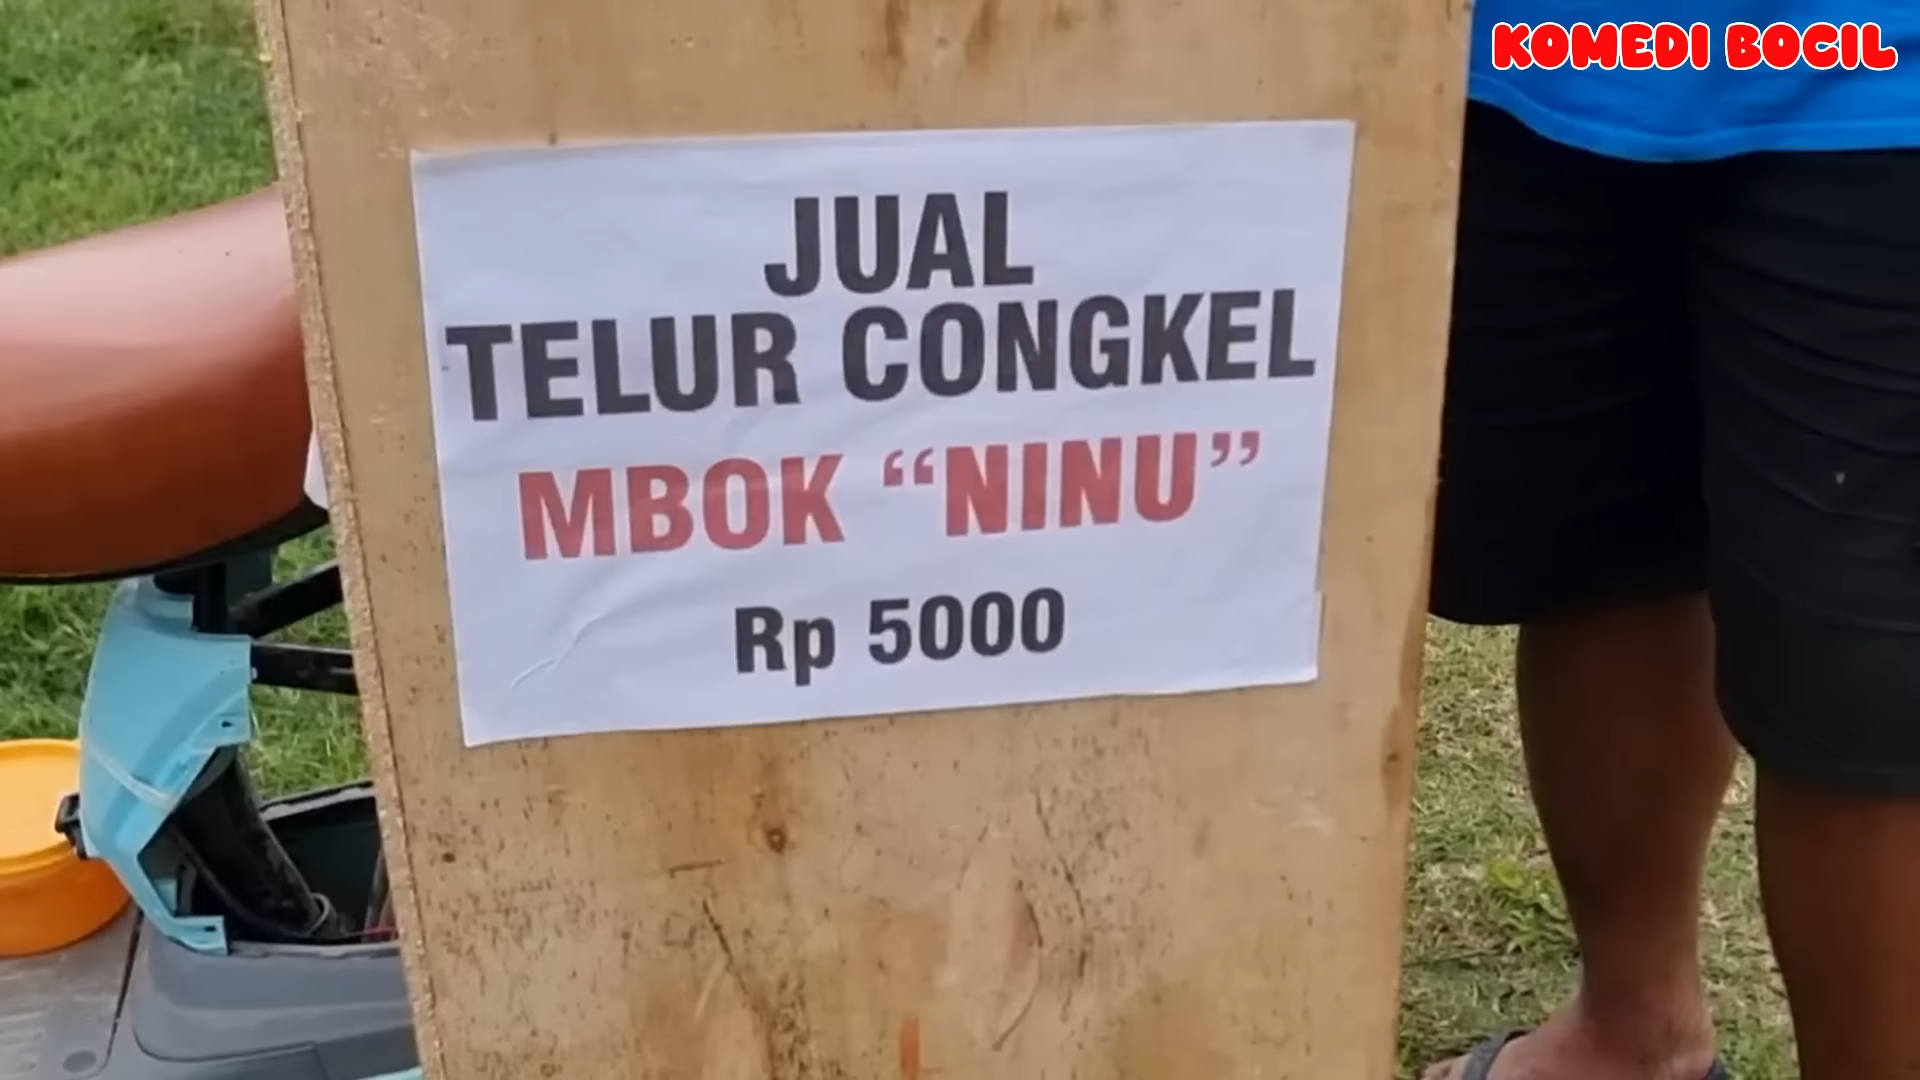 KOMEDI BOCIL
JUAL
TELUR CONGKEL
MBOK “NINU”
Rp 5000